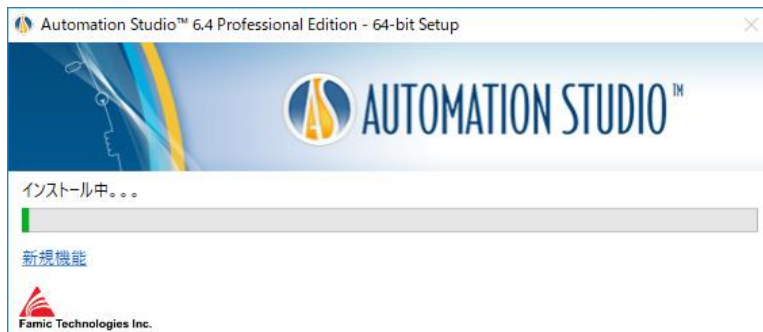 Automation Studio™ 6.4 Professional Edition - 64-bit Setup
AUTOMATION STUDIO™
インストール中。。。
新規機能
Famic Technologies Inc.